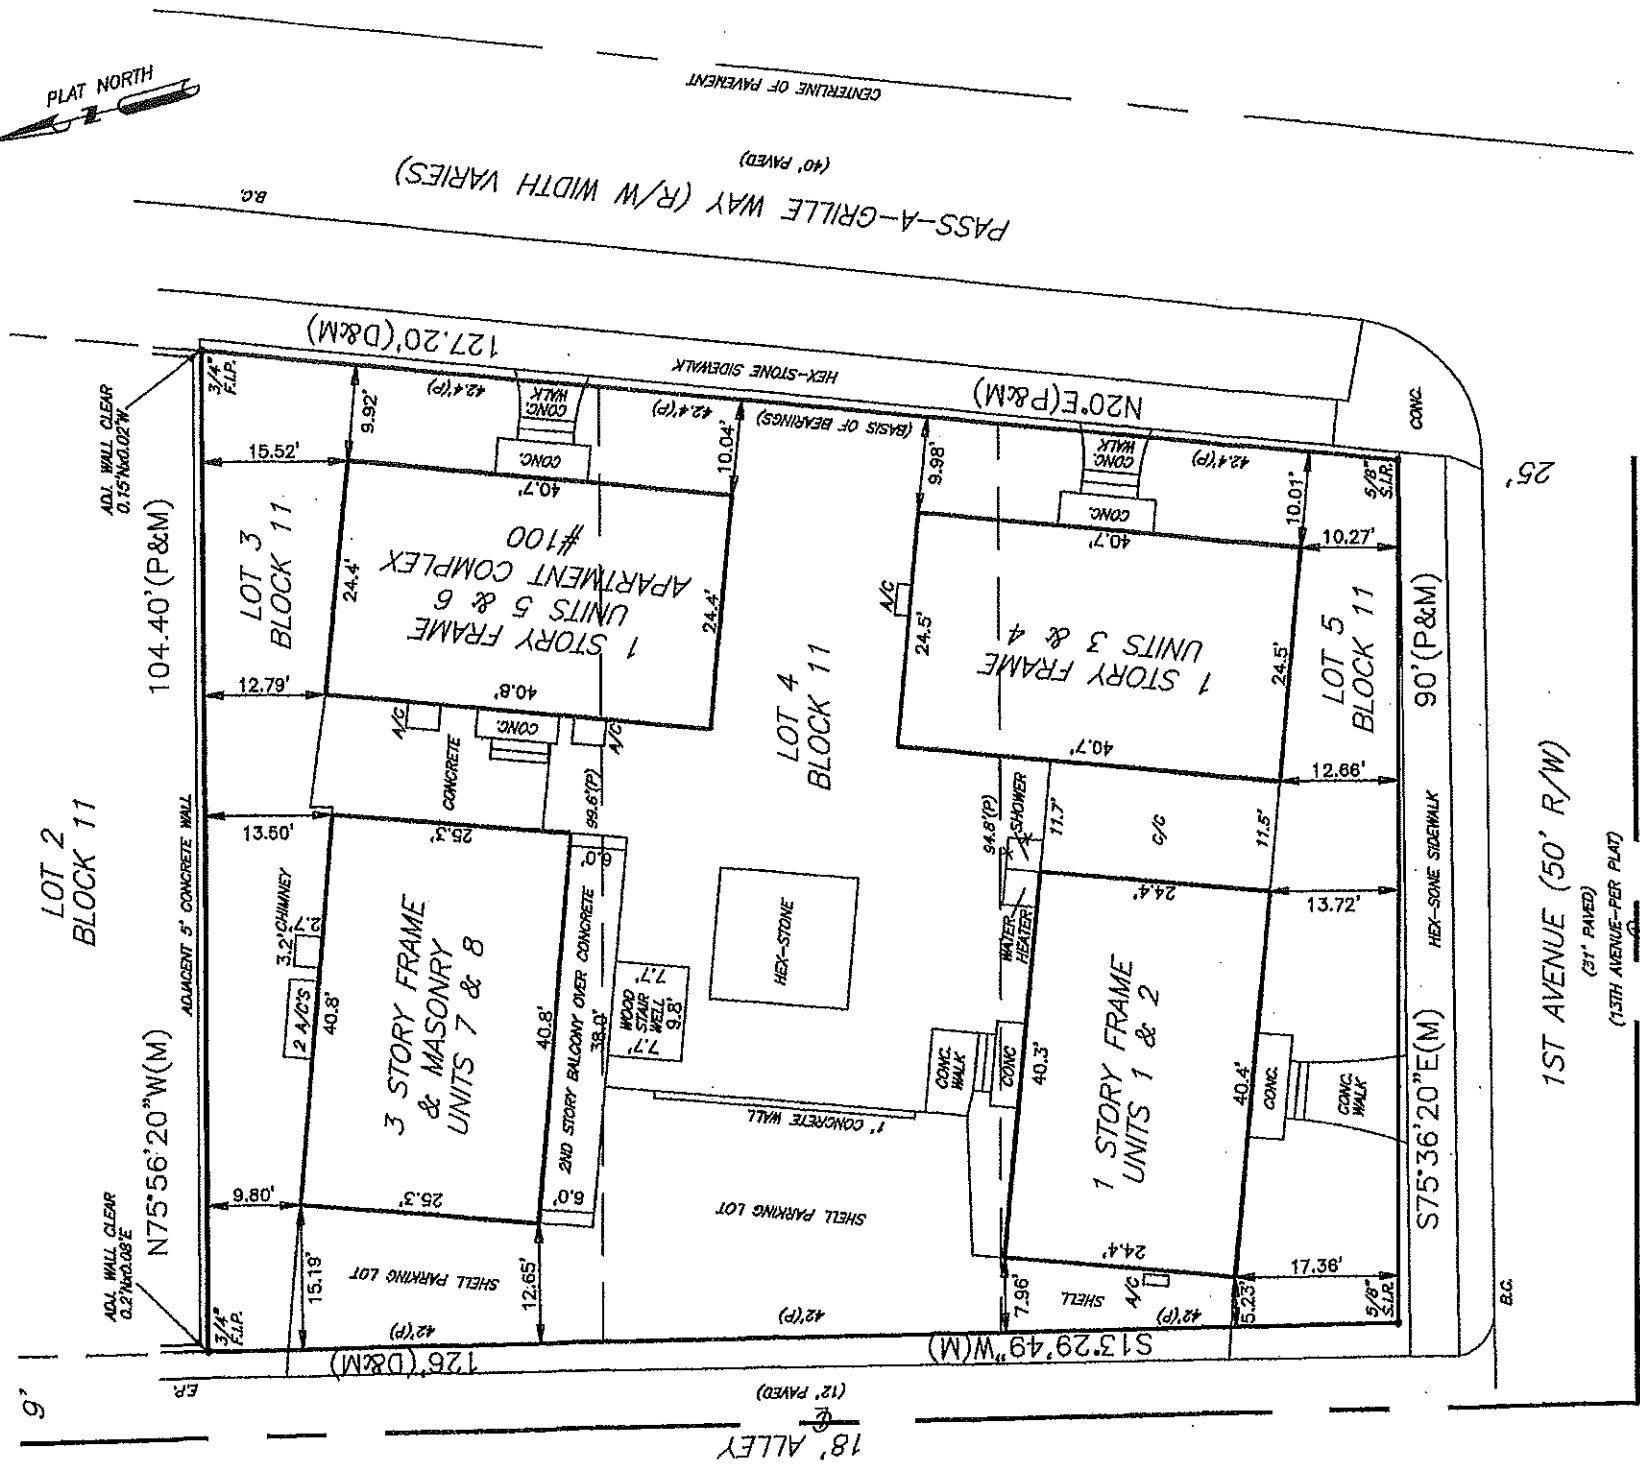 PLAT NORTH
N
CENTERLINE OF PAVEMENT
(40' PAVED)
PASS-A-GRILLE WAY (R/W WIDTH VARIES)
B.C.
127.20'(D&M)
HEX-STONE SIDEWALK
N20°E(P&M)
(BASIS OF BEARINGS)
CONC.
25'
ADJ. WALL CLEAR
0.15'Nx0.02'W
3/4"
F.I.P.
42.4'(P)
42.4'(P)
42.4'(P)
5/8"
S.I.R.
9.92'
15.52'
CONC.
WALK
CONC.
10.04'
9.98'
CONC.
WALK
CONC.
10.01'
10.27'
104.40'(P&M)
LOT 3
BLOCK 11
40.7'
24.4'
1 STORY FRAME
UNITS 5 & 6
APARTMENT COMPLEX
#100
24.4'
40.8'
12.79'
A/C
CONC.
A/C
CONCRETE
99.6'(P)
LOT 4
BLOCK 11
A/C
40.7'
24.5'
1 STORY FRAME
UNITS 3 & 4
24.5'
40.7'
12.66'
LOT 5
BLOCK 11
90'(P&M)
LOT 2
BLOCK 11
ADJACENT 5' CONCRETE WALL
13.50'
25.3'
3.2'
CHIMNEY
2.7'
2 A/C'S
40.8'
3 STORY FRAME
& MASONRY
UNITS 7 & 8
40.8'
25.3'
6.0'
2ND STORY BALCONY OVER CONCRETE
38.0'
6.0'
WOOD
STAIR
WELL
7.7'
7.7'
9.8'
HEX-STONE
94.8'(P)
SHOWER
11.7'
C/C
11.5'
WATER
HEATER
24.4'
13.72'
HEX-SONE SIDEWALK
1ST AVENUE (50' R/W)
(31' PAVED)
(13TH AVENUE-PER PLAT)
CONC.
WALK
CONC
40.3'
1 STORY FRAME
UNITS 1 & 2
40.4'
CONC.
CONC.
WALK
1' CONCRETE WALL
SHELL PARKING LOT
N75°56'20"W(M)
S75°36'20"E(M)
9.80'
15.19'
SHELL PARKING LOT
12.65'
24.4'
7.96'
SHELL
A/C
5.23'
17.36'
5/8"
S.I.R.
B.C.
ADJ. WALL CLEAR
0.2'Nx0.08'E
3/4"
F.I.P.
42'(P)
42'(P)
42'(P)
126'(D&M)
S13°29'49"W(M)
E.P.
9'
(12' PAVED)
18' ALLEY